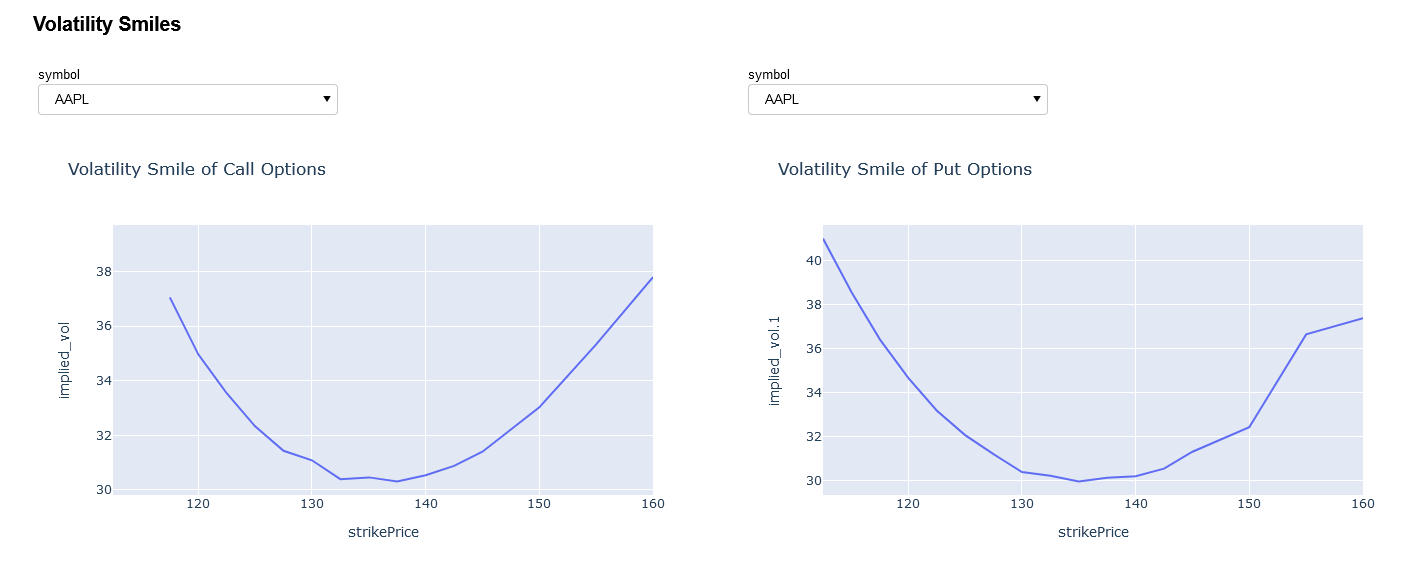 Volatility Smiles
symbol
AAPL
Volatility Smile of Call Options
38
36
34
32
30
implied_vol
120 130 140 150 160
strikePrice
symbol
AAPL
Volatility Smile of Put Options
40
38
36
34
32
30
implied_vol.1
120 130 140 150 160
strikePrice